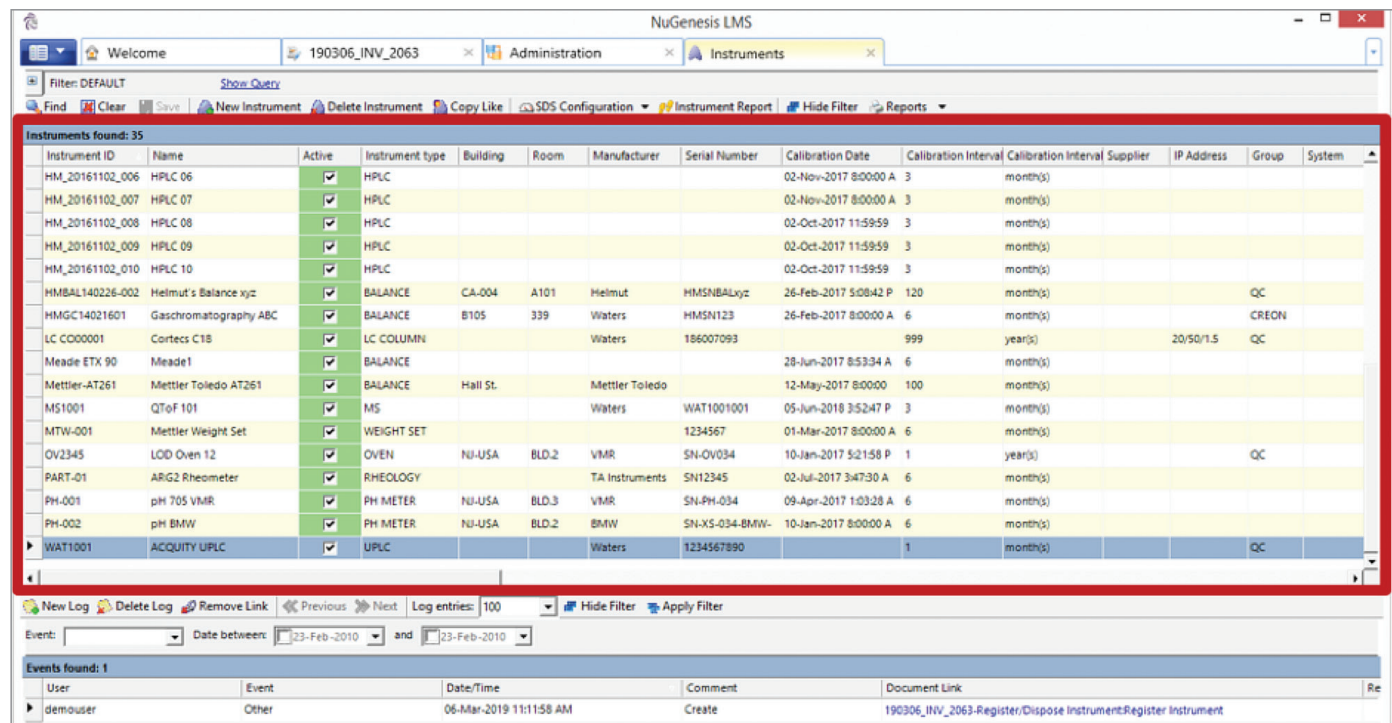 NuGenesis LMS
Welcome 190306_INV_2063 Administration Instruments
Filter: DEFAULT Show Query
Find Clear Save New Instrument Delete Instrument Copy Like SDS Configuration Instrument Report Hide Filter Reports
Instruments found: 35
Instrument ID Name Active Instrument type Building Room Manufacturer Serial Number Calibration Date Calibration Interval Calibration Interval Supplier IP Address Group System
HM_20161102_006 HPLC 06 HPLC 02-Nov-2017 8:00:00 A 3 month(s)
HM_20161102_007 HPLC 07 HPLC 02-Nov-2017 8:00:00 A 3 month(s)
HM_20161102_008 HPLC 08 HPLC 02-Oct-2017 11:59:59 3 month(s)
HM_20161102_009 HPLC 09 HPLC 02-Oct-2017 11:59:59 3 month(s)
HM_20161102_010 HPLC 10 HPLC 02-Oct-2017 11:59:59 3 month(s)
HMBAL140226-002 Helmut's Balance xyz BALANCE CA-004 A101 Helmut HMSNBALxyz 26-Feb-2017 5:08:42 P 120 month(s) QC
HMGC14021601 Gaschromatography ABC BALANCE B105 339 Waters HMSN123 26-Feb-2017 8:00:00 A 6 month(s) CREON
LC CO00001 Cortecs C18 LC COLUMN Waters 186007093 999 year(s) 20/50/1.5 QC
Meade ETX 90 Meade1 BALANCE 28-Jun-2017 8:53:34 A 6 month(s)
Mettler-AT261 Mettler Toledo AT261 BALANCE Hall St. Mettler Toledo 12-May-2017 8:00:00 100 month(s)
MS1001 QToF 101 MS Waters WAT1001001 05-Jun-2018 3:52:47 P 3 month(s)
MTW-001 Mettler Weight Set WEIGHT SET 1234567 01-Mar-2017 8:00:00 A 6 month(s)
OV2345 LOD Oven 12 OVEN NJ-USA BLD.2 VMR SN-OV034 10-Jan-2017 5:21:58 P 1 year(s) QC
PART-01 ARG2 Rheometer RHEOLOGY TA Instruments SN12345 02-Jul-2017 3:47:30 A 6 month(s)
PH-001 pH 705 VMR PH METER NJ-USA BLD.3 VMR SN-PH-034 09-Apr-2017 1:03:28 A 6 month(s)
PH-002 pH BMW PH METER NJ-USA BLD.2 BMW SN-XS-034-BMW- 10-Jan-2017 8:00:00 A 6 month(s)
WAT1001 ACQUITY UPLC UPLC Waters 1234567890 1 month(s) QC
New Log Delete Log Remove Link Previous Next Log entries: 100 Hide Filter Apply Filter
Event: Date between: 23-Feb-2010 and 23-Feb-2010
Events found: 1
User Event Date/Time Comment Document Link Re
demouser Other 06-Mar-2019 11:11:58 AM Create 190306_INV_2063-Register/Dispose Instrument:Register Instrument